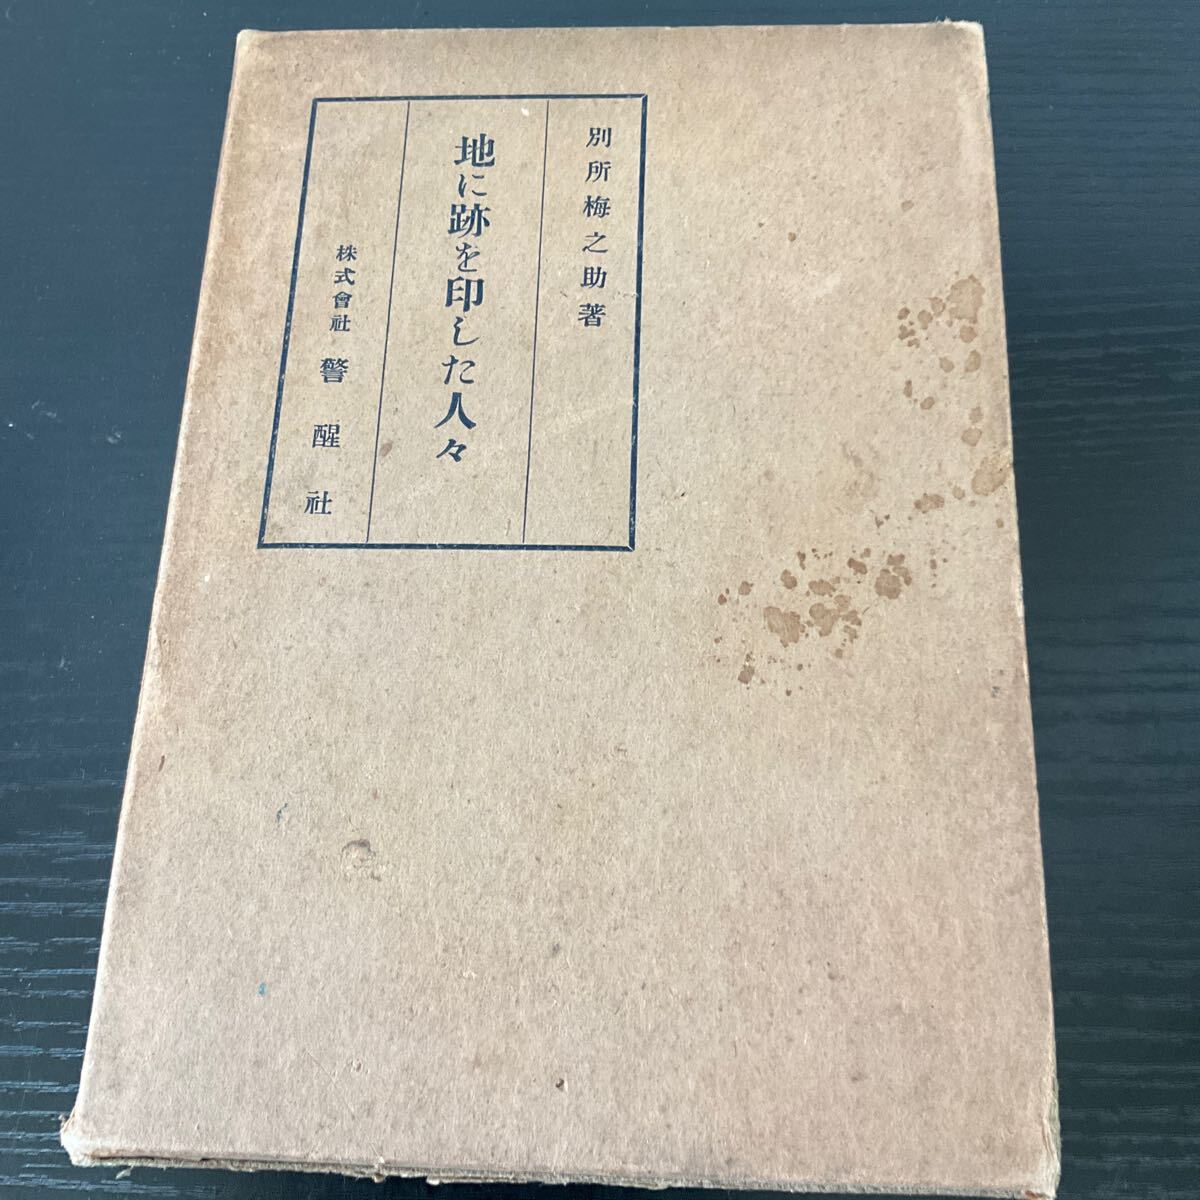 別所梅之助著
地に跡を印した人々
株式會社 警醒社